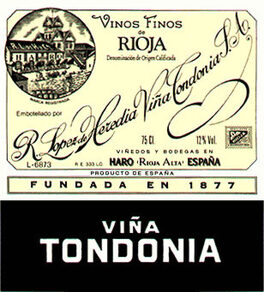 VINOS FINOS
DE
RIOJA
Denominación de Origen Calificada
MARCA REGISTRADA
Embotellado por
R. Lopez de Heredia Viña Tondonia, S.A.
L-6873
R.E. 333 LO
75 Cl.
12% Vol.
VIÑEDOS Y BODEGAS EN
HARO (RIOJA ALTA) ESPAÑA
PRODUCTO DE ESPAÑA
FUNDADA EN 1877
VIÑA
TONDONIA